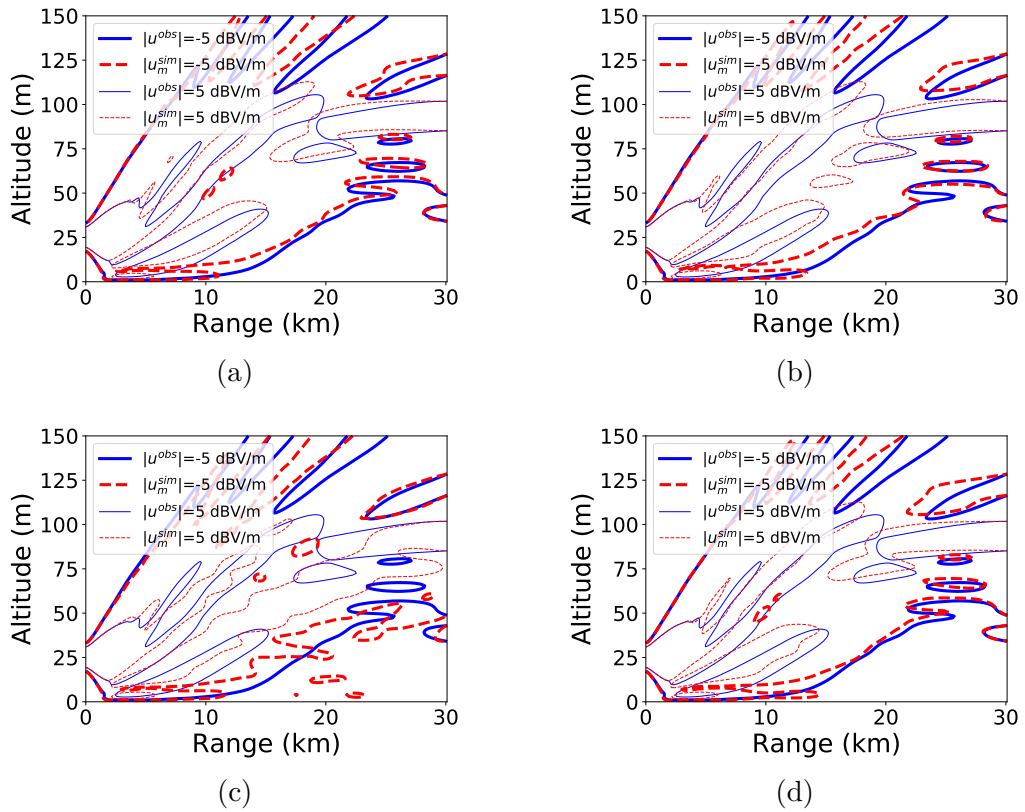 150
125
100
75
50
25
0
Altitude (m)
|u^{obs}|=-5 dBV/m
|u_m^{sim}|=-5 dBV/m
|u^{obs}|=5 dBV/m
|u_m^{sim}|=5 dBV/m
0 10 20 30
Range (km)
(a)
150
125
100
75
50
25
0
Altitude (m)
|u^{obs}|=-5 dBV/m
|u_m^{sim}|=-5 dBV/m
|u^{obs}|=5 dBV/m
|u_m^{sim}|=5 dBV/m
0 10 20 30
Range (km)
(b)
150
125
100
75
50
25
0
Altitude (m)
|u^{obs}|=-5 dBV/m
|u_m^{sim}|=-5 dBV/m
|u^{obs}|=5 dBV/m
|u_m^{sim}|=5 dBV/m
0 10 20 30
Range (km)
(c)
150
125
100
75
50
25
0
Altitude (m)
|u^{obs}|=-5 dBV/m
|u_m^{sim}|=-5 dBV/m
|u^{obs}|=5 dBV/m
|u_m^{sim}|=5 dBV/m
0 10 20 30
Range (km)
(d)